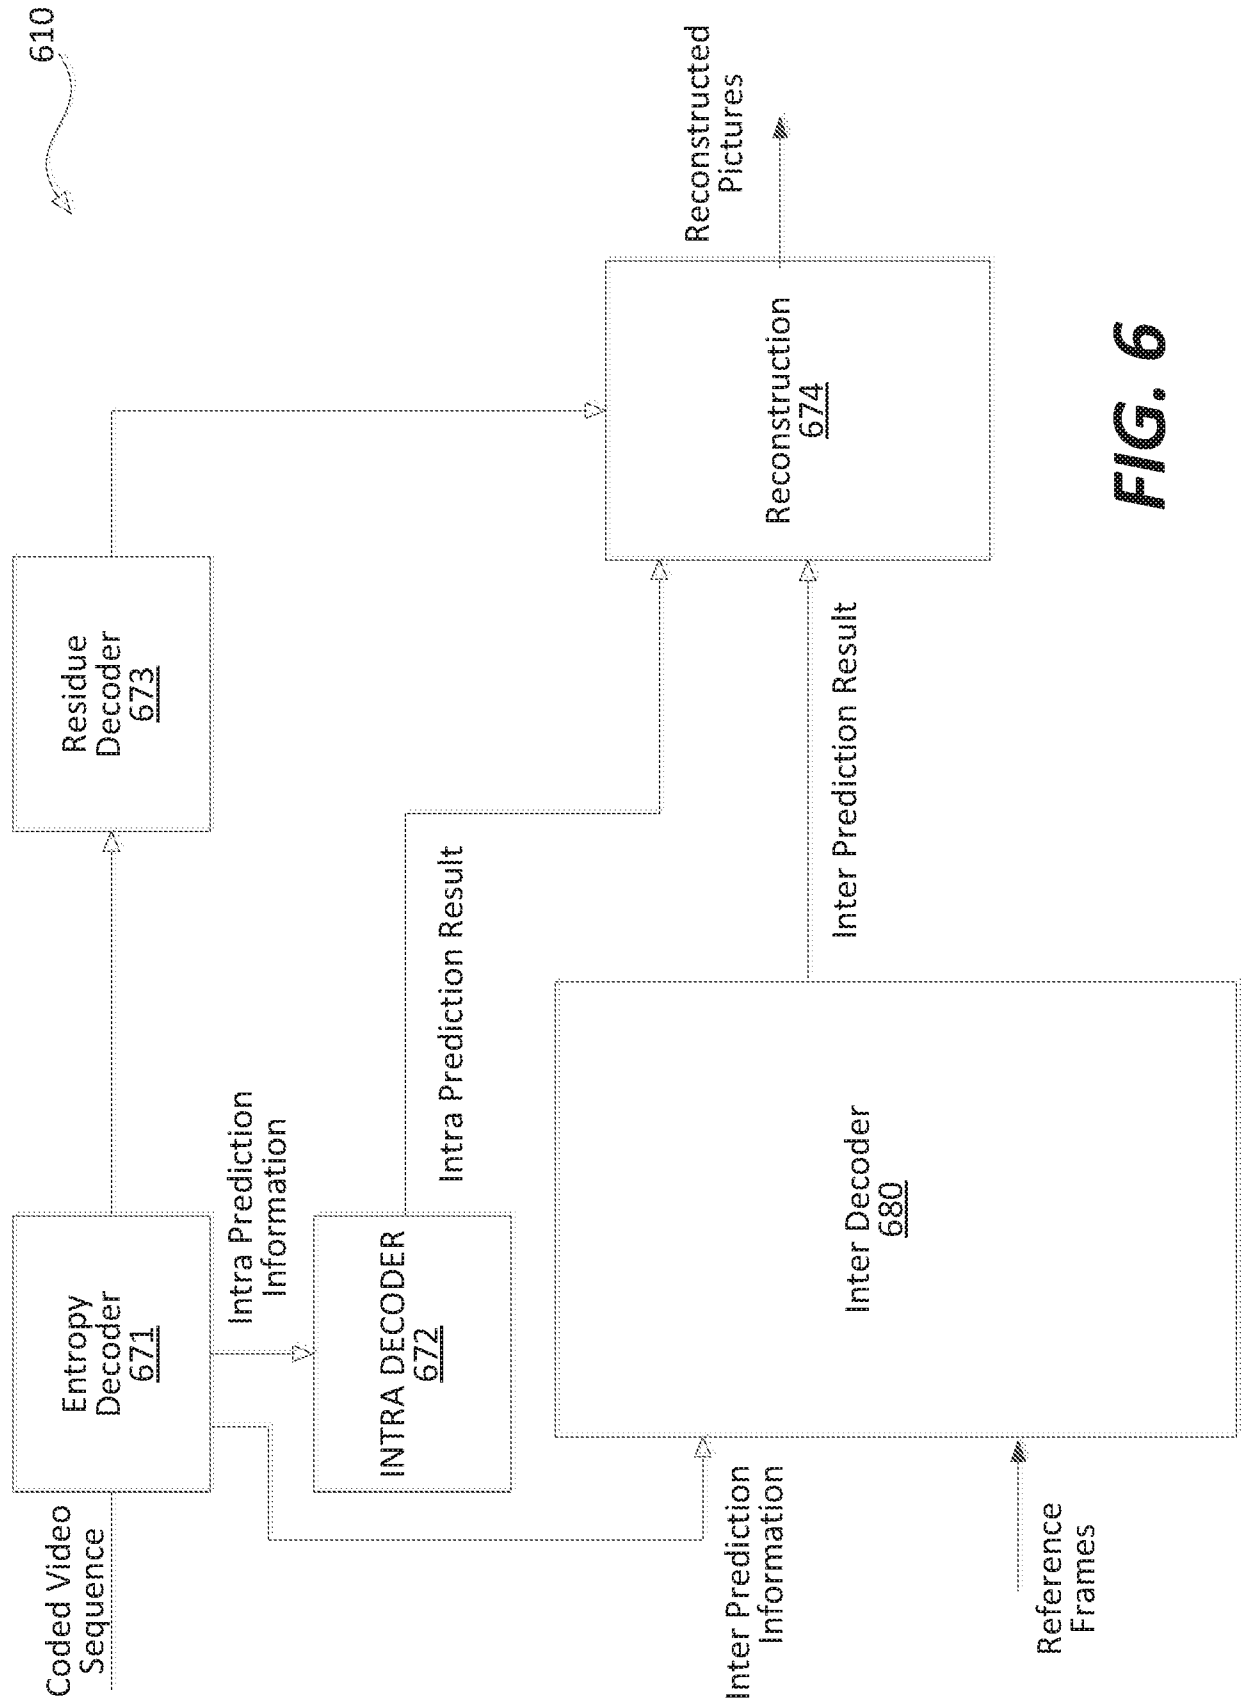 610
Coded Video
Sequence
Entropy
Decoder
671
Residue
Decoder
673
Intra Prediction
Information
INTRA DECODER
672
Intra Prediction Result
Reconstructed
Pictures
Reconstruction
674
Inter Prediction
Information
Inter Decoder
680
Inter Prediction Result
Reference
Frames
FIG. 6